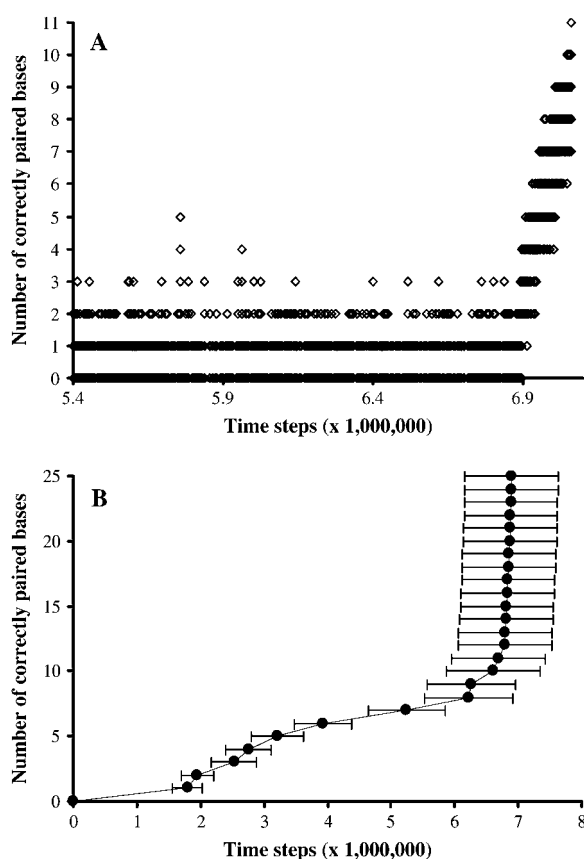 A
Number of correctly paired bases
11
10
9
8
7
6
5
4
3
2
1
0
5.4 5.9 6.4 6.9
Time steps (x 1,000,000)
B
Number of correctly paired bases
25
20
15
10
5
0
0 1 2 3 4 5 6 7 8
Time steps (x 1,000,000)